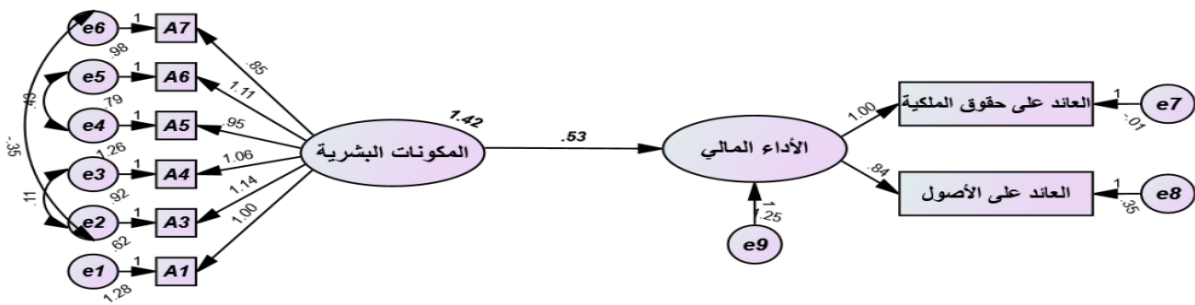 e6 1 A7
.98
e5 1 A6
.79
e4 1 A5
1.26
e3 1 A4
.92
e2 1 A3
.62
e1 1 A1
1.28
.49
-.35
.11
.85
1.11
.95
1.06
1.14
1.00
المكونات البشرية
1.42
.53
الأداء المالي
1
1.25
e9
1.00
.84
العائد على حقوق الملكية
1
-.01
e7
العائد على الأصول
1
.35
e8